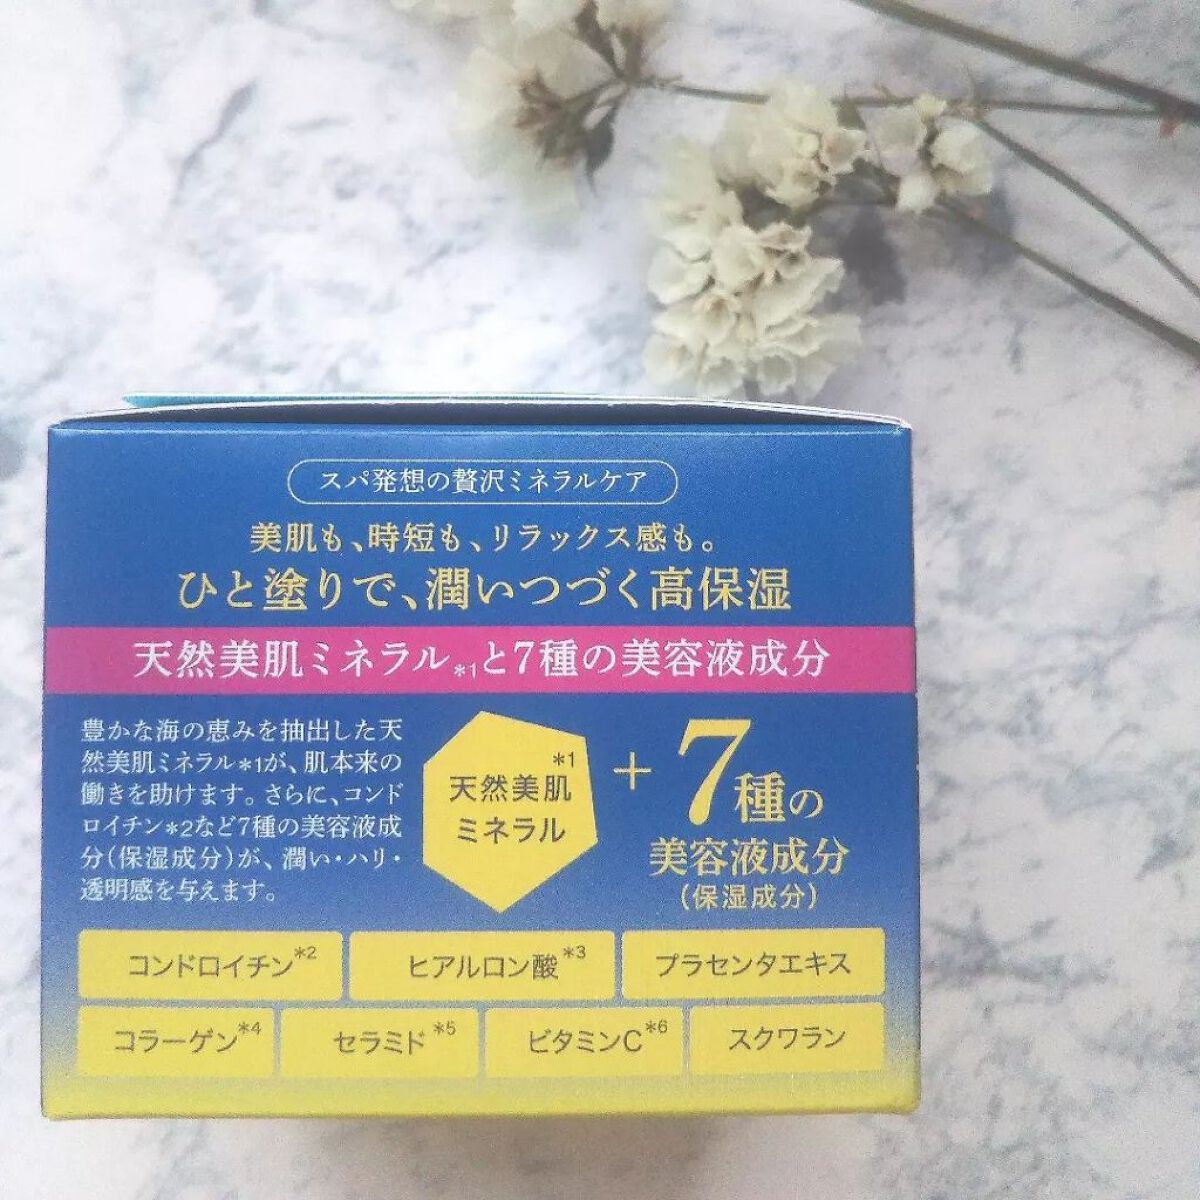 スパ発想の贅沢ミネラルケア
美肌も、時短も、リラックス感も。
ひと塗りで、潤いつづく高保湿
天然美肌ミネラル*1と7種の美容液成分
豊かな海の恵みを抽出した天
然美肌ミネラル*1が、肌本来の
働きを助けます。さらに、コンド
ロイチン*2など7種の美容液成
分(保湿成分)が、潤い・ハリ・
透明感を与えます。
*1
天然美肌
ミネラル
+
7種の
美容液成分
(保湿成分)
コンドロイチン*2 ヒアルロン酸*3 プラセンタエキス
コラーゲン*4 セラミド*5 ビタミンC*6 スクワラン